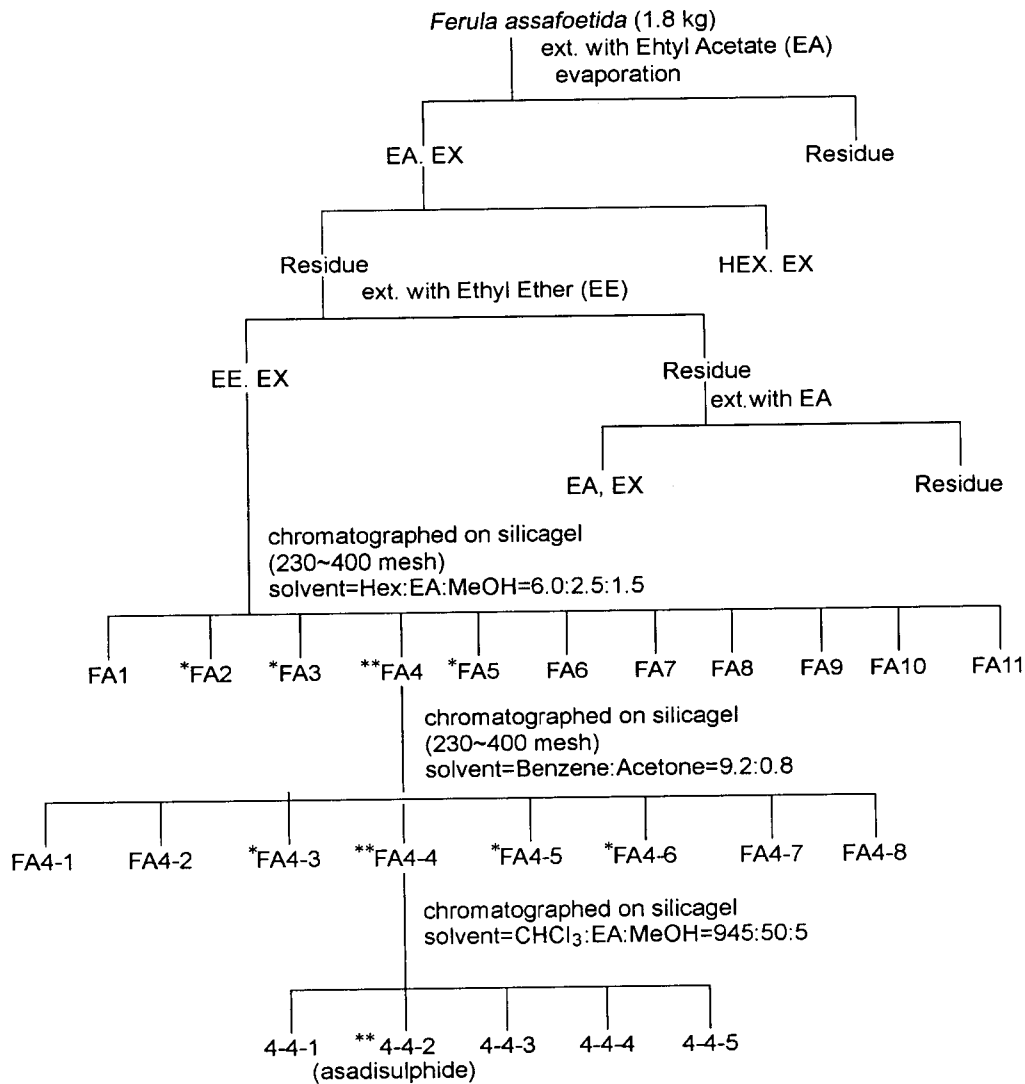 Ferula assafoetida (1.8 kg)
ext. with Ehtyl Acetate (EA)
evaporation
EA. EX
Residue
Residue
HEX. EX
ext. with Ethyl Ether (EE)
EE. EX
Residue
ext. with EA
EA, EX
Residue
chromatographed on silicagel
(230~400 mesh)
solvent=Hex:EA:MeOH=6.0:2.5:1.5
FA1 *FA2 *FA3 **FA4 *FA5 FA6 FA7 FA8 FA9 FA10 FA11
chromatographed on silicagel
(230~400 mesh)
solvent=Benzene:Acetone=9.2:0.8
FA4-1 FA4-2 *FA4-3 **FA4-4 *FA4-5 *FA4-6 FA4-7 FA4-8
chromatographed on silicagel
solvent=CHCl3:EA:MeOH=945:50:5
4-4-1 **4-4-2 4-4-3 4-4-4 4-4-5
(asadisulphide)